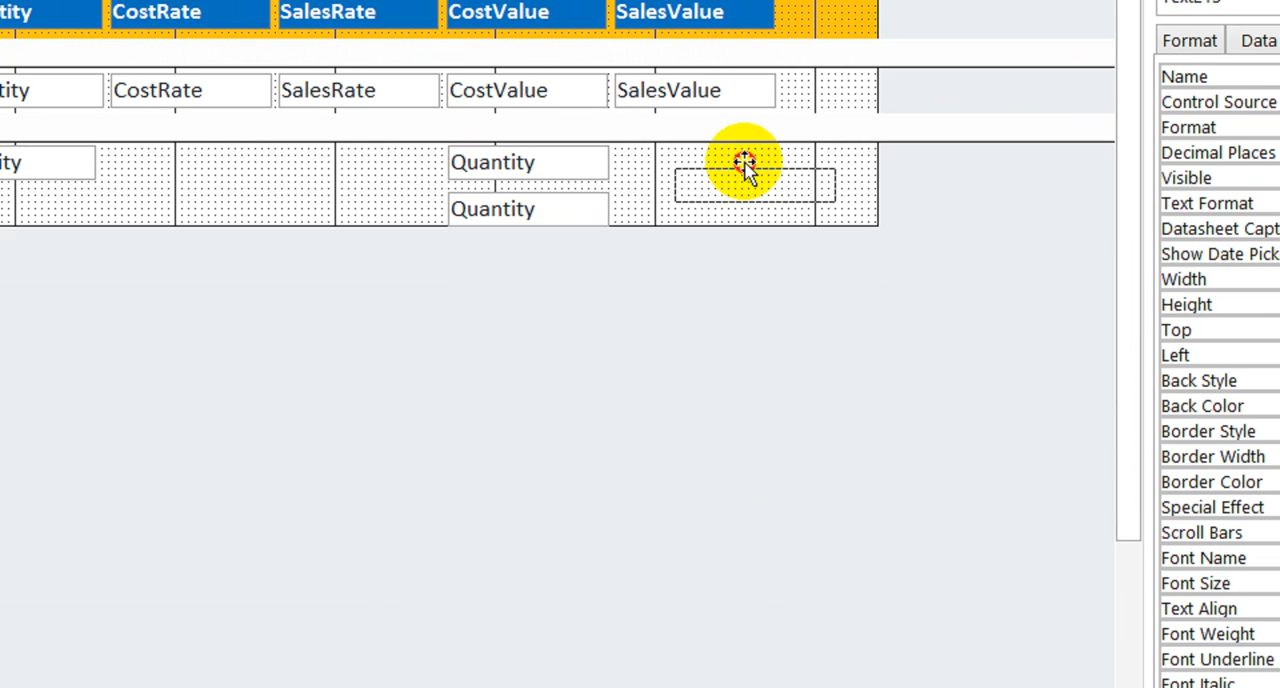 tity CostRate SalesRate CostValue SalesValue
Format Data
Name
tity CostRate SalesRate CostValue SalesValue
Control Source
Format
Decimal Places
ity Quantity
Visible
Text Format
Quantity
Datasheet Capt
Show Date Pick
Width
Height
Top
Left
Back Style
Back Color
Border Style
Border Width
Border Color
Special Effect
Scroll Bars
Font Name
Font Size
Text Align
Font Weight
Font Underline
Font Italic